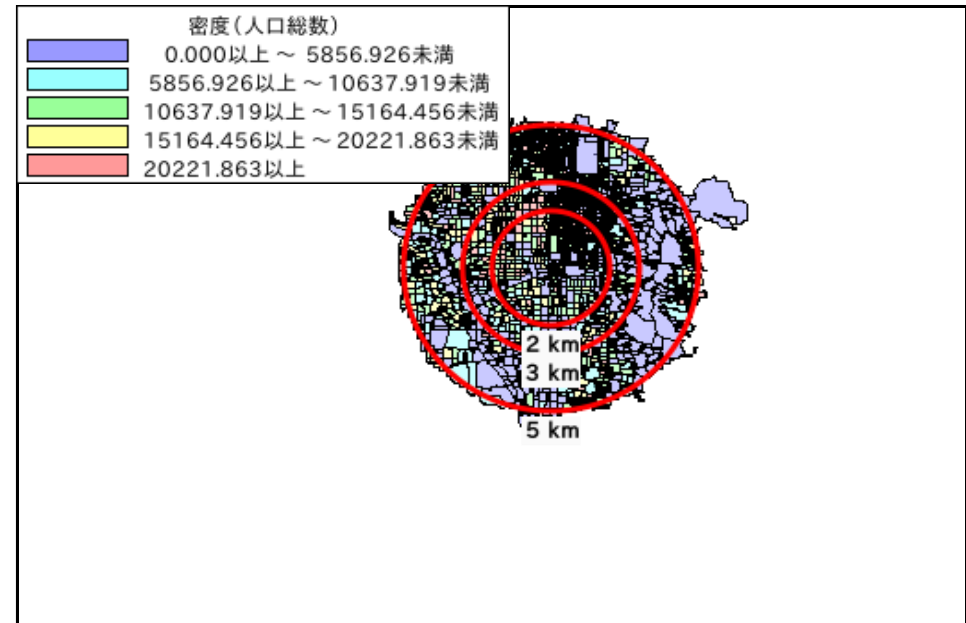 密度（人口総数）
0.000以上 ～ 5856.926未満
5856.926以上 ～ 10637.919未満
10637.919以上 ～ 15164.456未満
15164.456以上 ～ 20221.863未満
20221.863以上
2 km
3 km
5 km